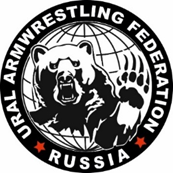 URAL ARMWRESTLING FEDERATION
RUSSIA